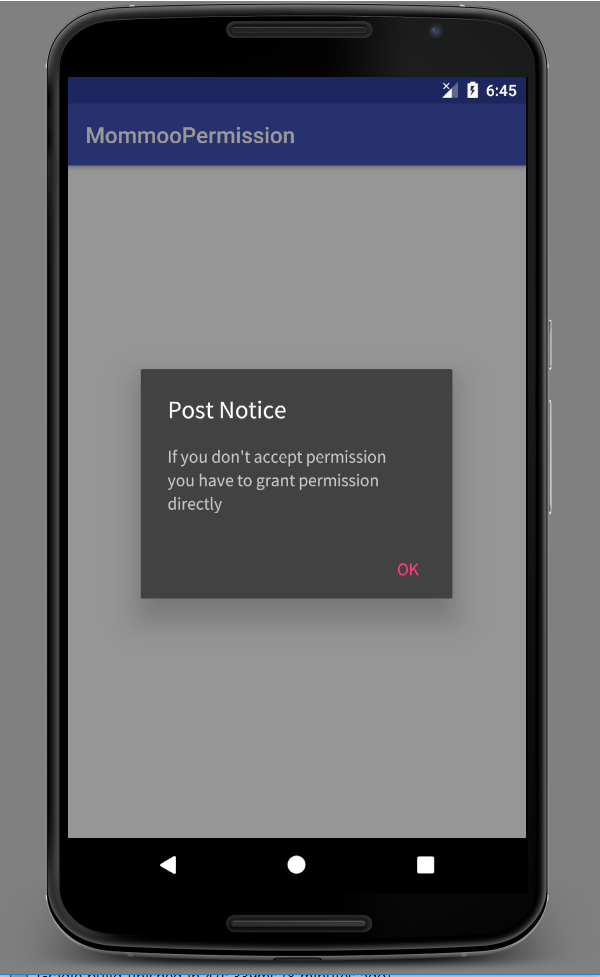 6:45
MommooPermission
Post Notice
If you don't accept permission
you have to grant permission
directly
OK